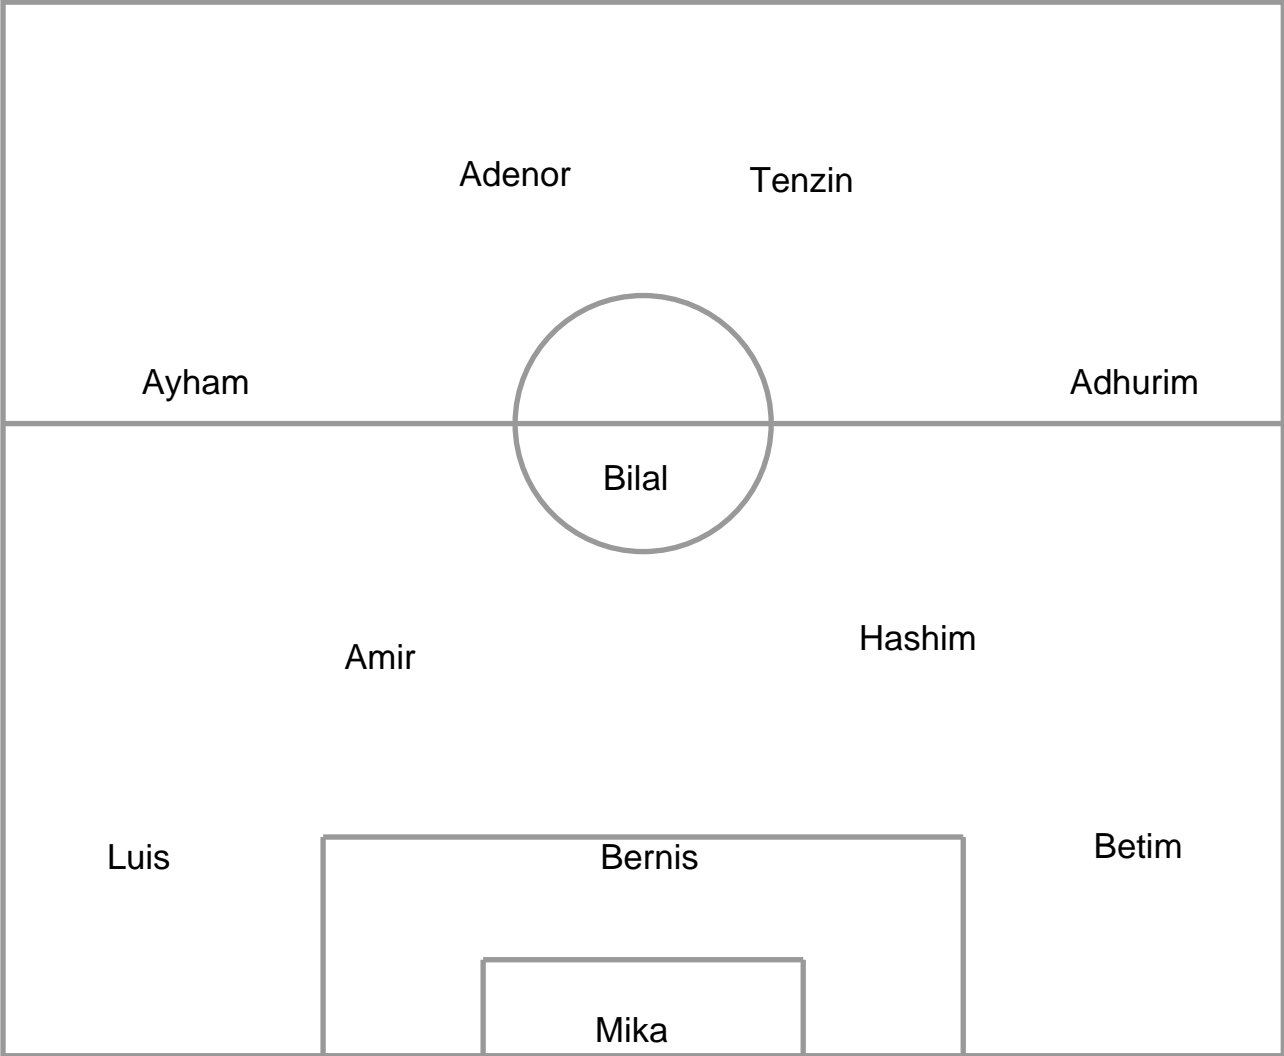 Adenor
Tenzin
Ayham
Adhurim
Bilal
Hashim
Amir
Luis
Bernis
Betim
Mika